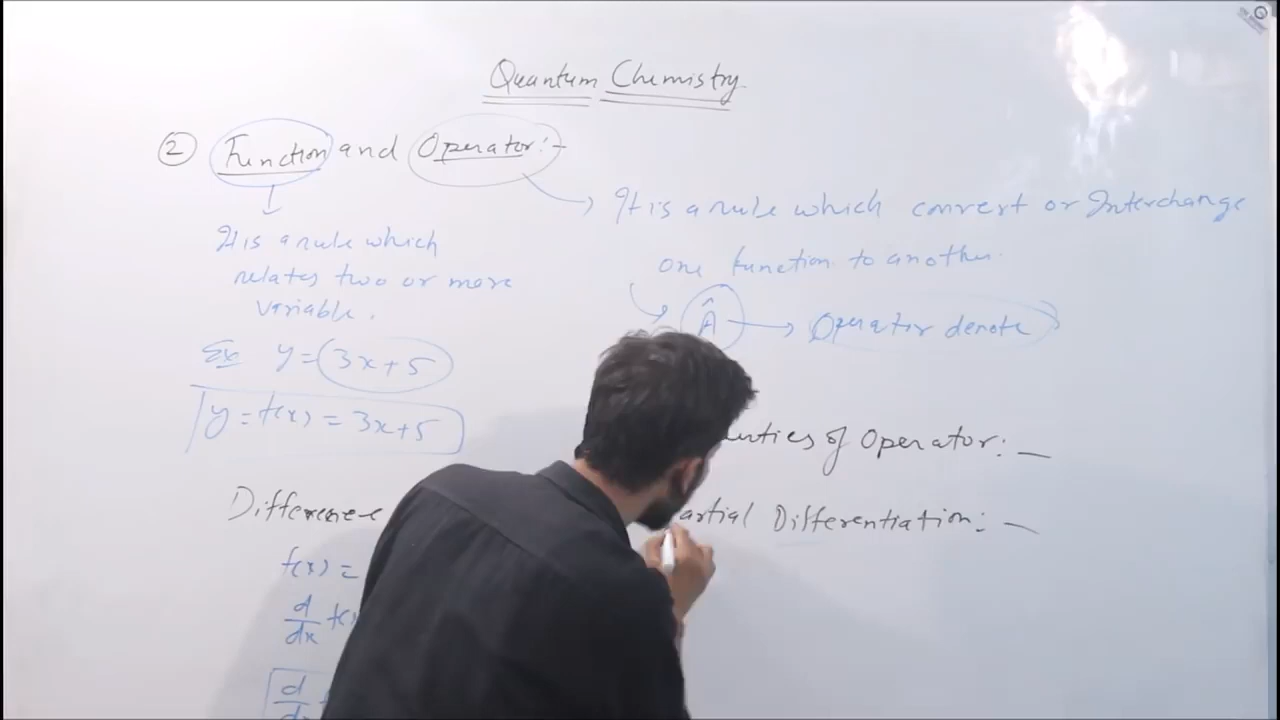 Quantum Chemistry
② Function and Operator:-
It is a rule which
relates two or more
variable.
Ex y = 3x+5
y = f(x) = 3x+5
It is a rule which convert or Interchange
one function to another.
Â → Operator denote
of Operator: —
Difference
Differentiation: —
f(x) =
d/dx f(x)
d/dx